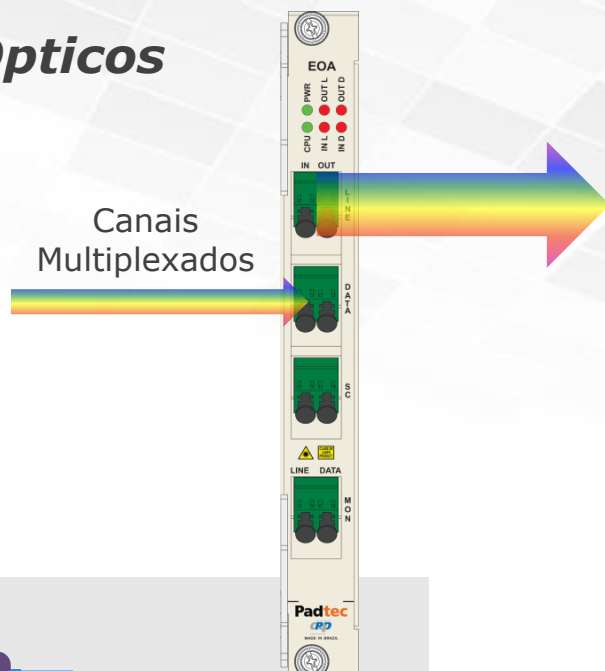 Ópticos
EOA
PWR OUT L OUT D
CPU IN L IN D
IN OUT
LINE
Canais
Multiplexados
DATA
SC
LINE DATA
MON
Padtec
MADE IN BRAZIL